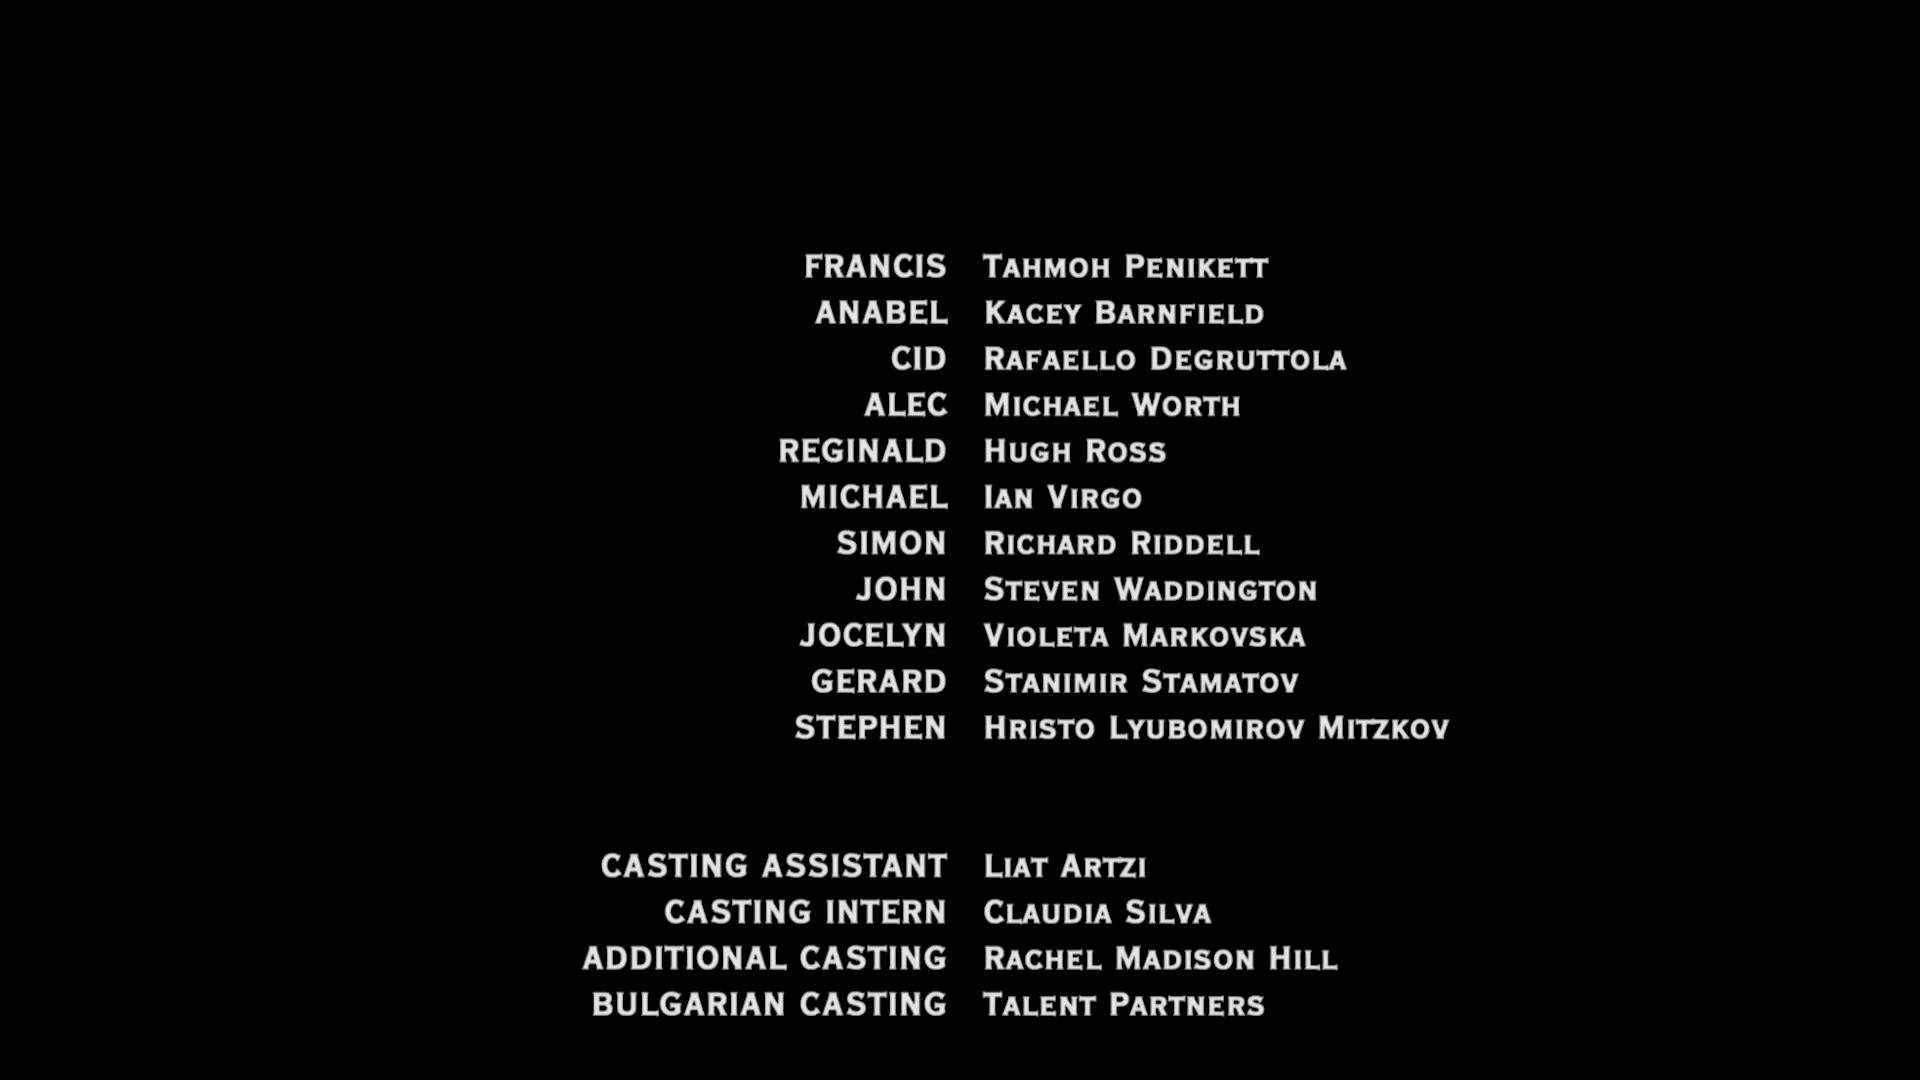 FRANCIS Tahmoh Penikett
ANABEL Kacey Barnfield
CID Rafaello Degruttola
ALEC Michael Worth
REGINALD Hugh Ross
MICHAEL Ian Virgo
SIMON Richard Riddell
JOHN Steven Waddington
JOCELYN Violeta Markovska
GERARD Stanimir Stamatov
STEPHEN Hristo Lyubomirov Mitzkov
CASTING ASSISTANT Liat Artzi
CASTING INTERN Claudia Silva
ADDITIONAL CASTING Rachel Madison Hill
BULGARIAN CASTING Talent Partners